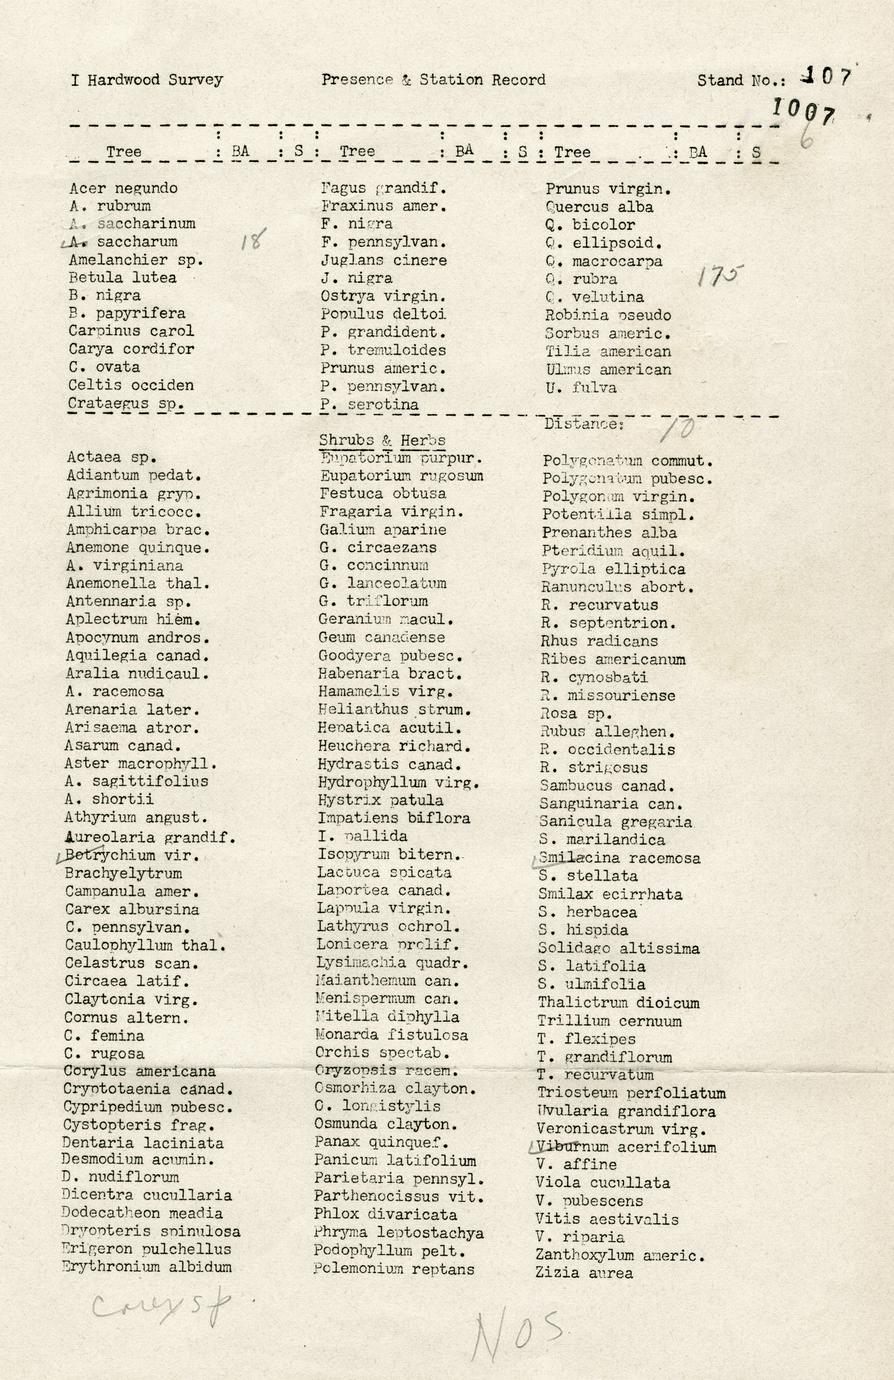 I Hardwood Survey Presence & Station Record Stand No.: 107
1007
6
Tree : BA : S : Tree : BA : S : Tree : BA : S
Acer negundo Fagus grandif. Prunus virgin.
A. rubrum Fraxinus amer. Quercus alba
A. saccharinum F. nigra Q. bicolor
A. saccharum 18 F. pennsylvan. Q. ellipsoid.
Amelanchier sp. Juglans cinere Q. macrocarpa
Betula lutea J. nigra Q. rubra 175
B. nigra Ostrya virgin. Q. velutina
B. papyrifera Populus deltoi Robinia pseudo
Carpinus carol P. grandident. Sorbus americ.
Carya cordifor P. tremuloides Tilia american
C. ovata Prunus americ. Ulmus american
Celtis occiden P. pennsylvan. U. fulva
Crataegus sp. P. serotina
Distance: 10
Shrubs & Herbs
Actaea sp. Eupatorium purpur. Polygonatum commut.
Adiantum pedat. Eupatorium rugosum Polygonatum pubesc.
Agrimonia gryp. Festuca obtusa Polygonum virgin.
Allium tricocc. Fragaria virgin. Potentilla simpl.
Amphicarpa brac. Galium aparine Prenanthes alba
Anemone quinque. G. circaezans Pteridium aquil.
A. virginiana G. concinnum Pyrola elliptica
Anemonella thal. G. lanceolatum Ranunculus abort.
Antennaria sp. G. triflorum R. recurvatus
Aplectrum hiem. Geranium macul. R. septentrion.
Apocynum andros. Geum canadense Rhus radicans
Aquilegia canad. Goodyera pubesc. Ribes americanum
Aralia nudicaul. Habenaria bract. R. cynosbati
A. racemosa Hamamelis virg. R. missouriense
Arenaria later. Helianthus strum. Rosa sp.
Arisaema atror. Hepatica acutil. Rubus alleghen.
Asarum canad. Heuchera richard. R. occidentalis
Aster macrophyll. Hydrastis canad. R. strigosus
A. sagittifolius Hydrophyllum virg. Sambucus canad.
A. shortii Hystrix patula Sanguinaria can.
Athyrium angust. Impatiens biflora Sanicula gregaria
Aureolaria grandif. I. pallida S. marilandica
Botrychium vir. Isopyrum bitern. Smilacina racemosa
Brachyelytrum Lactuca spicata S. stellata
Campanula amer. Laportea canad. Smilax ecirrhata
Carex albursina Lappula virgin. S. herbacea
C. pennsylvan. Lathyrus ochrol. S. hispida
Caulophyllum thal. Lonicera prolif. Solidago altissima
Celastrus scan. Lysimachia quadr. S. latifolia
Circaea latif. Maianthemum can. S. ulmifolia
Claytonia virg. Menispermum can. Thalictrum dioicum
Cornus altern. Mitella diphylla Trillium cernuum
C. femina Monarda fistulosa T. flexipes
C. rugosa Orchis spectab. T. grandiflorum
Corylus americana Oryzopsis racem. T. recurvatum
Cryptotaenia canad. Osmorhiza clayton. Triosteum perfoliatum
Cypripedium pubesc. O. longistylis Uvularia grandiflora
Cystopteris frag. Osmunda clayton. Veronicastrum virg.
Dentaria laciniata Panax quinquef. Viburnum acerifolium
Desmodium acumin. Panicum latifolium V. affine
D. nudiflorum Parietaria pennsyl. Viola cucullata
Dicentra cucullaria Parthenocissus vit. V. pubescens
Dodecatheon meadia Phlox divaricata Vitis aestivalis
Dryopteris spinulosa Phryma leptostachya V. riparia
Erigeron pulchellus Podophyllum pelt. Zanthoxylum americ.
Erythronium albidum Polemonium reptans Zizia aurea
Carex sp.
NOS